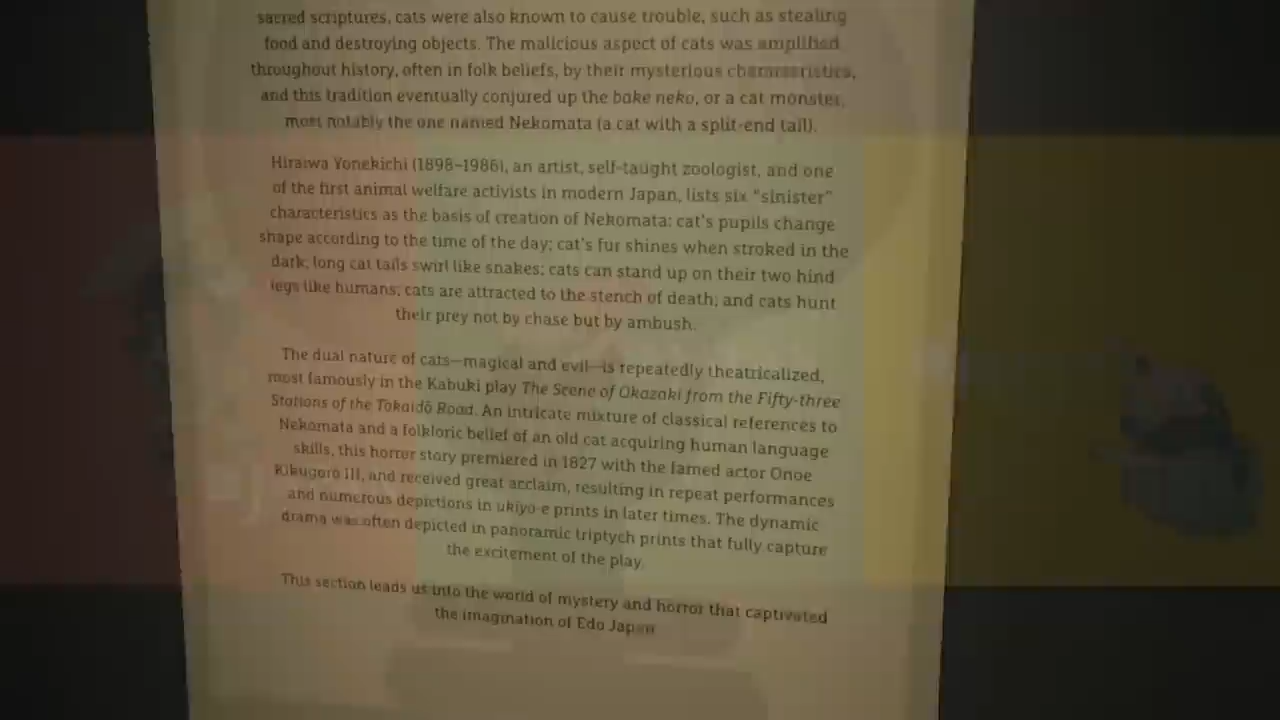 sacred scriptures, cats were also known to cause trouble, such as stealing
food and destroying objects. The malicious aspect of cats was amplified
throughout history, often in folk beliefs, by their mysterious characteristics,
and this tradition eventually conjured up the bake neko, or a cat monster,
most notably the one named Nekomata (a cat with a split-end tail).
Hiraiwa Yonekichi (1898–1986), an artist, self-taught zoologist, and one
of the first animal welfare activists in modern Japan, lists six “sinister”
characteristics as the basis of creation of Nekomata: cat's pupils change
shape according to the time of the day; cat's fur shines when stroked in the
dark; long cat tails swirl like snakes; cats can stand up on their two hind
legs like humans; cats are attracted to the stench of death; and cats hunt
their prey not by chase but by ambush.
The dual nature of cats—magical and evil—is repeatedly theatricalized,
most famously in the Kabuki play The Scene of Okazaki from the Fifty-three
Stations of the Tōkaidō Road. An intricate mixture of classical references to
Nekomata and a folkloric belief of an old cat acquiring human language
skills, this horror story premiered in 1827 with the famed actor Onoe
Kikugorō III, and received great acclaim, resulting in repeat performances
and numerous depictions in ukiyo-e prints in later times. The dynamic
drama was often depicted in panoramic triptych prints that fully capture
the excitement of the play.
This section leads us into the world of mystery and horror that captivated
the imagination of Edo Japan.